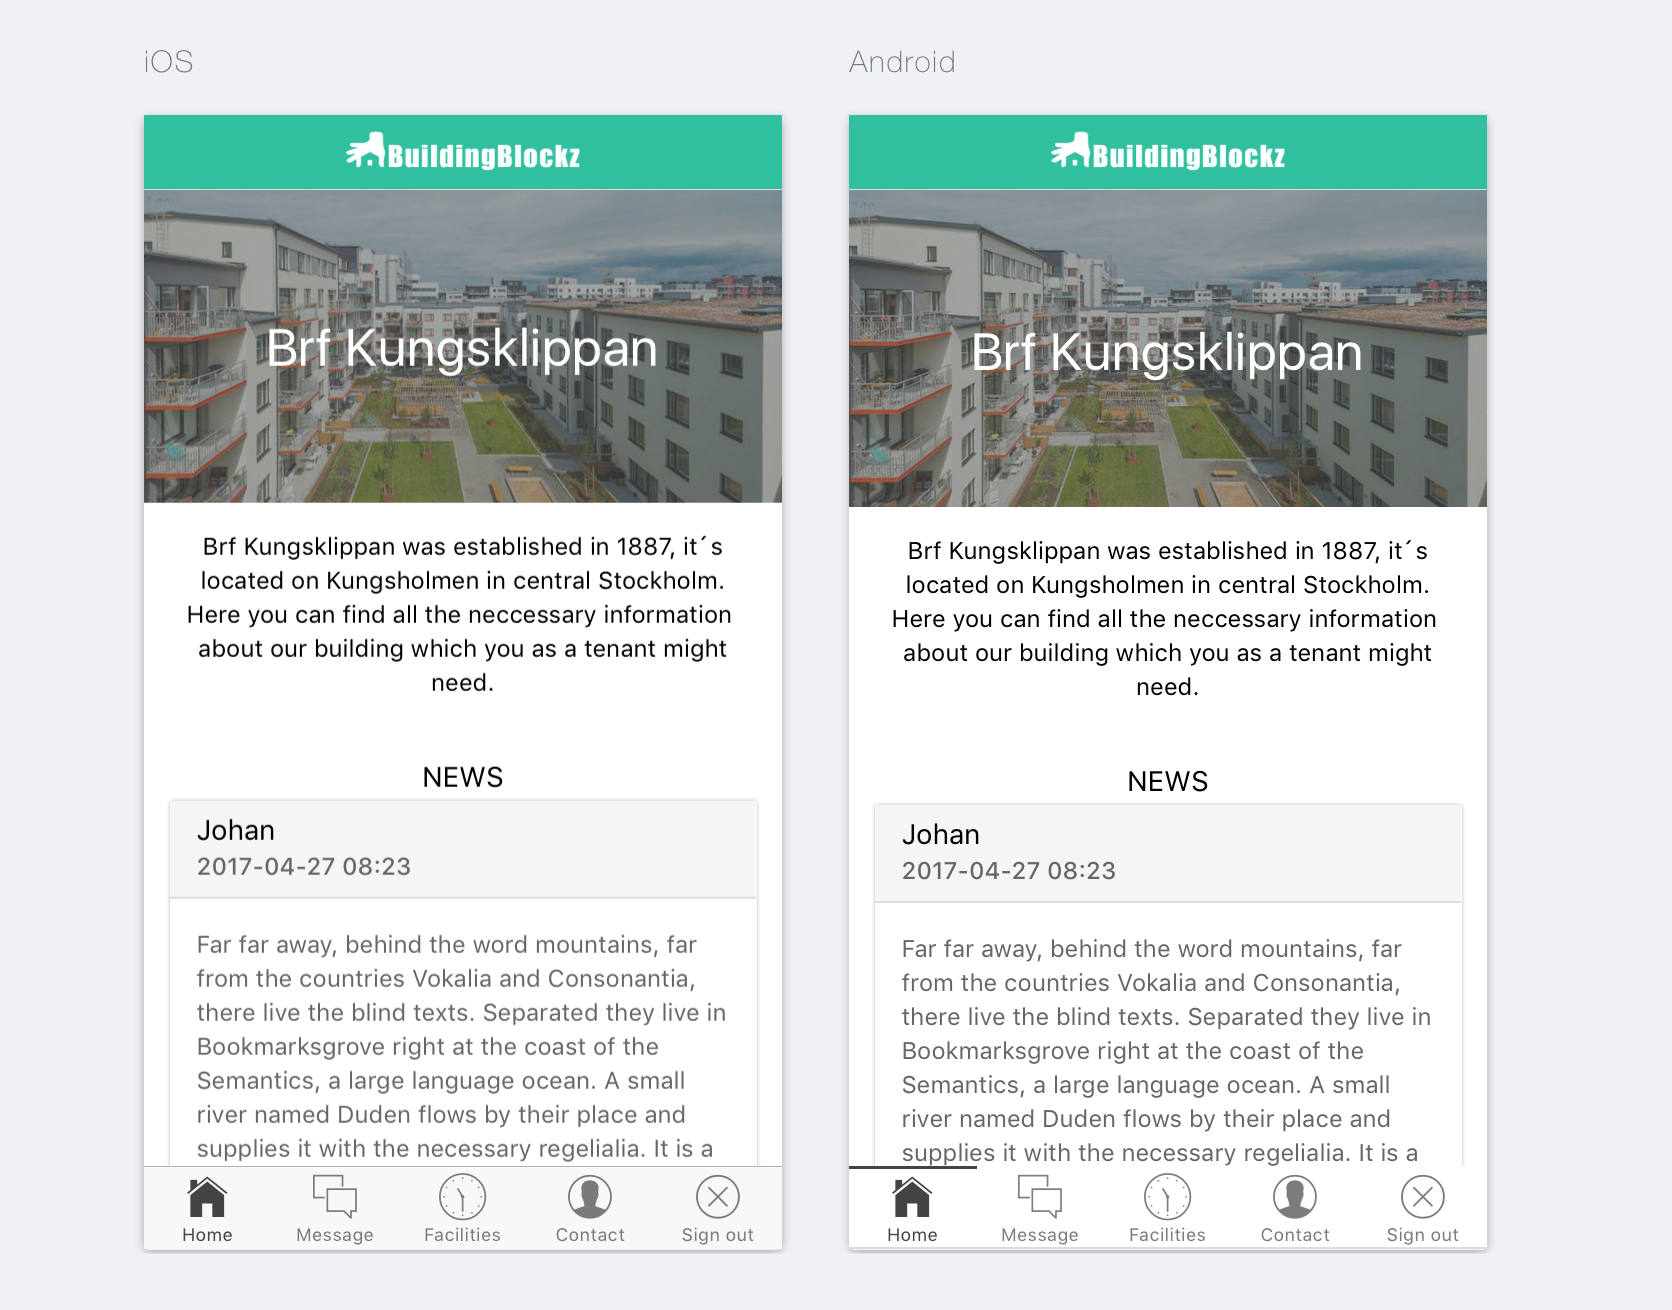 iOS
BuildingBlockz
Brf Kungsklippan
Brf Kungsklippan was established in 1887, it´s
located on Kungsholmen in central Stockholm.
Here you can find all the neccessary information
about our building which you as a tenant might
need.
NEWS
Johan
2017-04-27 08:23
Far far away, behind the word mountains, far
from the countries Vokalia and Consonantia,
there live the blind texts. Separated they live in
Bookmarksgrove right at the coast of the
Semantics, a large language ocean. A small
river named Duden flows by their place and
supplies it with the necessary regelialia. It is a
Home Message Facilities Contact Sign out
Android
BuildingBlockz
Brf Kungsklippan
Brf Kungsklippan was established in 1887, it´s
located on Kungsholmen in central Stockholm.
Here you can find all the neccessary information
about our building which you as a tenant might
need.
NEWS
Johan
2017-04-27 08:23
Far far away, behind the word mountains, far
from the countries Vokalia and Consonantia,
there live the blind texts. Separated they live in
Bookmarksgrove right at the coast of the
Semantics, a large language ocean. A small
river named Duden flows by their place and
supplies it with the necessary regelialia. It is a
Home Message Facilities Contact Sign out